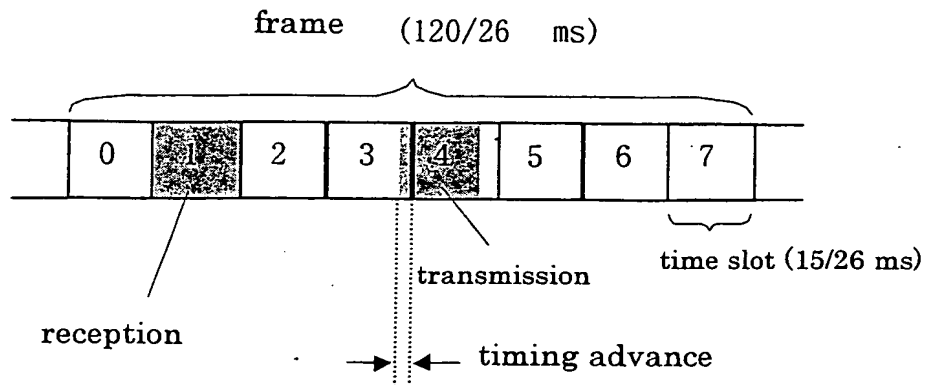 frame (120/26 ms)
0 1 2 3 4 5 6 7
time slot (15/26 ms)
transmission
reception
timing advance